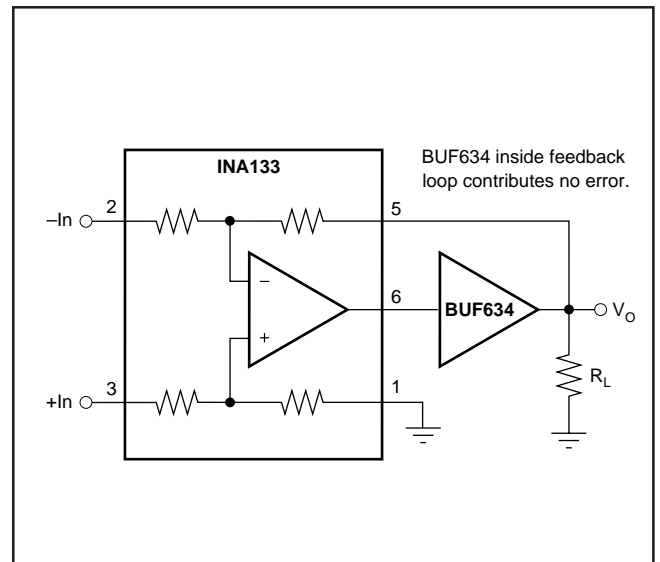 INA133
BUF634 inside feedback
loop contributes no error.
–In
2
5
−
6
BUF634
V_O
+
+In
3
1
R_L